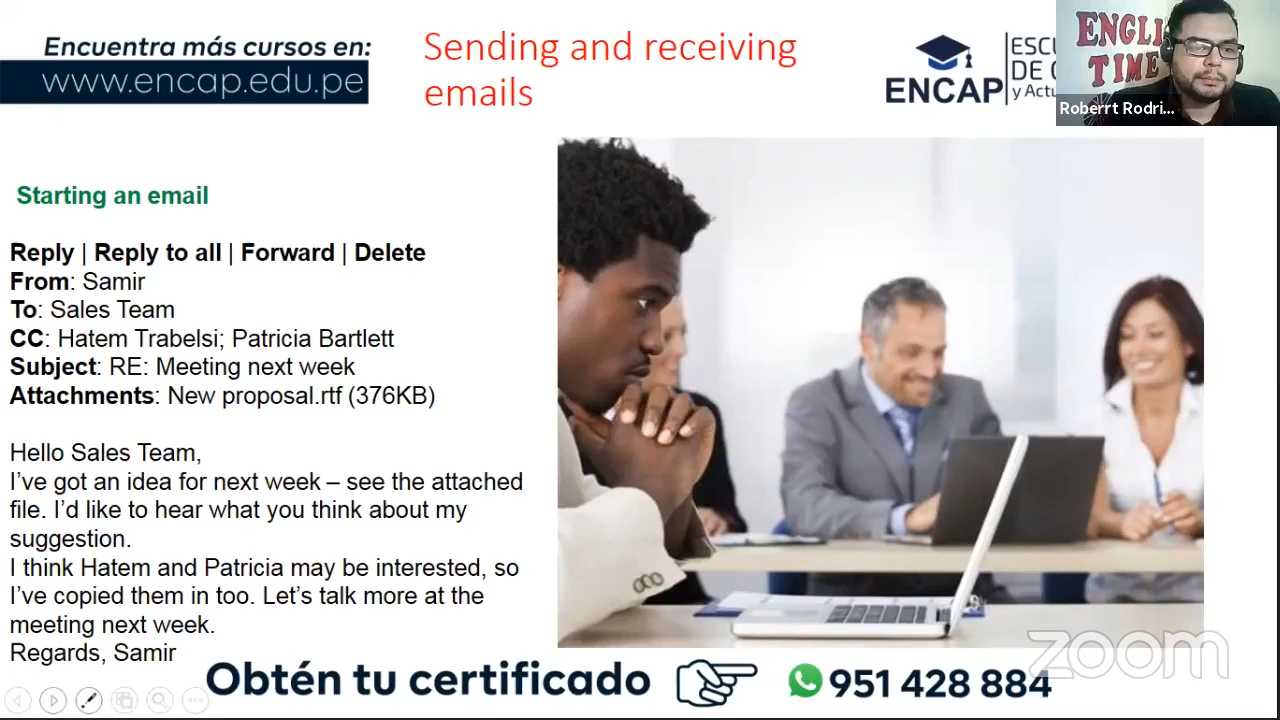 Encuentra más cursos en:
www.encap.edu.pe
Sending and receiving
emails
ENCAP
y
ENGLI
TIME
Roberrt Rodri...
Starting an email
Reply | Reply to all | Forward | Delete
From: Samir
To: Sales Team
CC: Hatem Trabelsi; Patricia Bartlett
Subject: RE: Meeting next week
Attachments: New proposal.rtf (376KB)
Hello Sales Team,
I've got an idea for next week – see the attached
file. I'd like to hear what you think about my
suggestion.
I think Hatem and Patricia may be interested, so
I've copied them in too. Let's talk more at the
meeting next week.
Regards, Samir
zoom
Obtén tu certificado
951 428 884